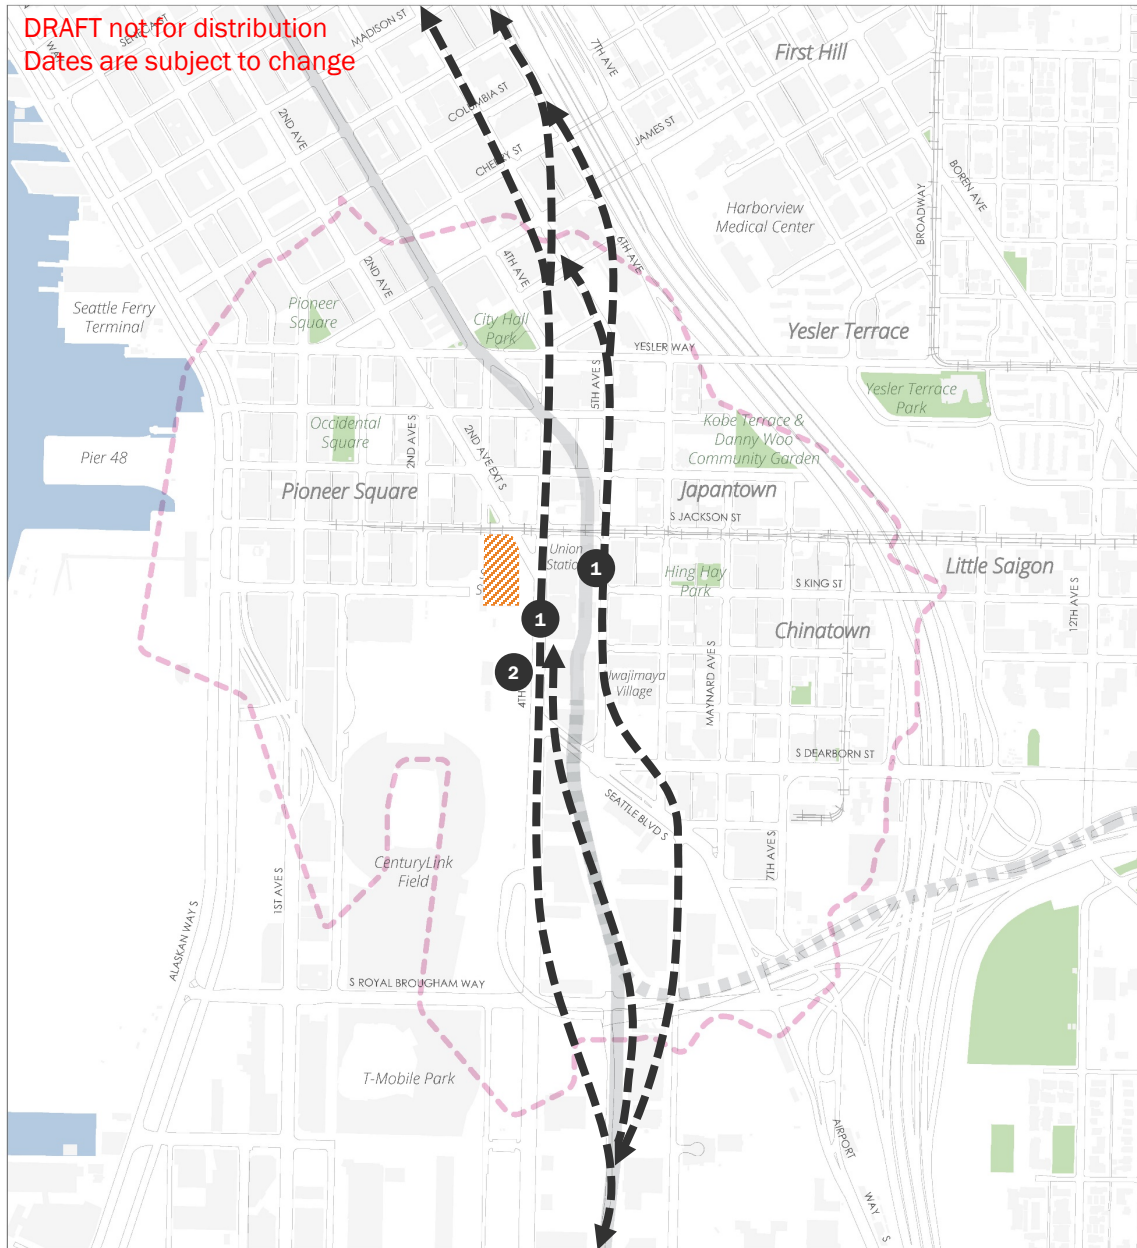 DRAFT not for distribution
Dates are subject to change
MADISON ST
7TH AVE
First Hill
COLUMBIA ST
2ND AVE
JAMES ST
CHERRY ST
BOREN AVE
BROADWAY
Harborview
Medical Center
6TH AVE
4TH AVE
2ND AVE
Seattle Ferry
Terminal
Pioneer
Square
City Hall
Park
Yesler Terrace
YESLER WAY
5TH AVE S
Yesler Terrace
Park
Occidental
Square
2ND AVE S
2ND AVE EXT S
Kobe Terrace &
Danny Woo
Community Garden
Pier 48
Pioneer Square
Japantown
S JACKSON ST
Union
1
Hing Hay
Park
S KING ST
Little Saigon
12TH AVE S
1
Chinatown
2
4TH
Uwajimaya
Village
MAYNARD AVE S
S DEARBORN ST
SEATTLE BLVD S
7TH AVE S
CenturyLink
Field
1ST AVE S
ALASKAN WAY S
S ROYAL BROUGHAM WAY
T-Mobile Park
AIRPORT
WAY
S